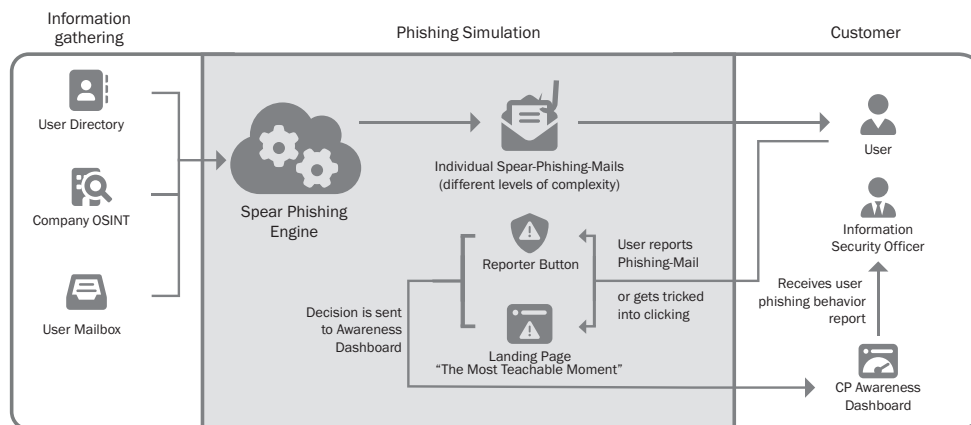 Information
gathering
Phishing Simulation
Customer
User Directory
Company OSINT
User Mailbox
Spear Phishing
Engine
Individual Spear-Phishing-Mails
(different levels of complexity)
Reporter Button
Landing Page
“The Most Teachable Moment”
Decision is sent
to Awareness
Dashboard
User reports
Phishing-Mail
or gets tricked
into clicking
User
Information
Security Officer
Receives user
phishing behavior
report
CP Awareness
Dashboard